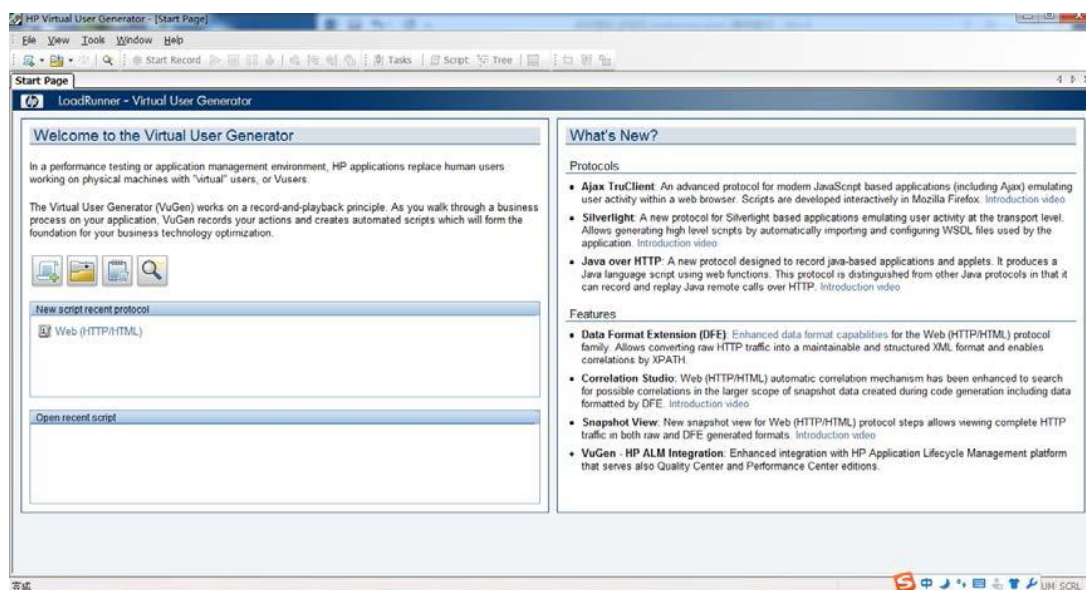 HP Virtual User Generator - [Start Page]
File View Tools Window Help
Start Record Tasks Script Tree
Start Page
hp LoadRunner - Virtual User Generator
Welcome to the Virtual User Generator
In a performance testing or application management environment, HP applications replace human users
working on physical machines with "virtual" users, or Vusers.
The Virtual User Generator (VuGen) works on a record-and-playback principle. As you walk through a business
process on your application, VuGen records your actions and creates automated scripts which will form the
foundation for your business technology optimization.
New script recent protocol
Web (HTTP/HTML)
Open recent script
What's New?
Protocols
• Ajax TruClient: An advanced protocol for modern JavaScript based applications (including Ajax) emulating
user activity within a web browser. Scripts are developed interactively in Mozilla Firefox. Introduction video
• Silverlight: A new protocol for Silverlight based applications emulating user activity at the transport level.
Allows generating high level scripts by automatically importing and configuring WSDL files used by the
application. Introduction video
• Java over HTTP: A new protocol designed to record java-based applications and applets. It produces a
Java language script using web functions. This protocol is distinguished from other Java protocols in that it
can record and replay Java remote calls over HTTP. Introduction video
Features
• Data Format Extension (DFE): Enhanced data format capabilities for the Web (HTTP/HTML) protocol
family. Allows converting raw HTTP traffic into a maintainable and structured XML format and enables
correlations by XPATH.
• Correlation Studio: Web (HTTP/HTML) automatic correlation mechanism has been enhanced to search
for possible correlations in the larger scope of snapshot data created during code generation including data
formatted by DFE. Introduction video
• Snapshot View: New snapshot view for Web (HTTP/HTML) protocol steps allows viewing complete HTTP
traffic in both raw and DFE generated formats. Introduction video
• VuGen - HP ALM Integration: Enhanced integration with HP Application Lifecycle Management platform
that serves also Quality Center and Performance Center editions.
完成
S 中 UM SCRL